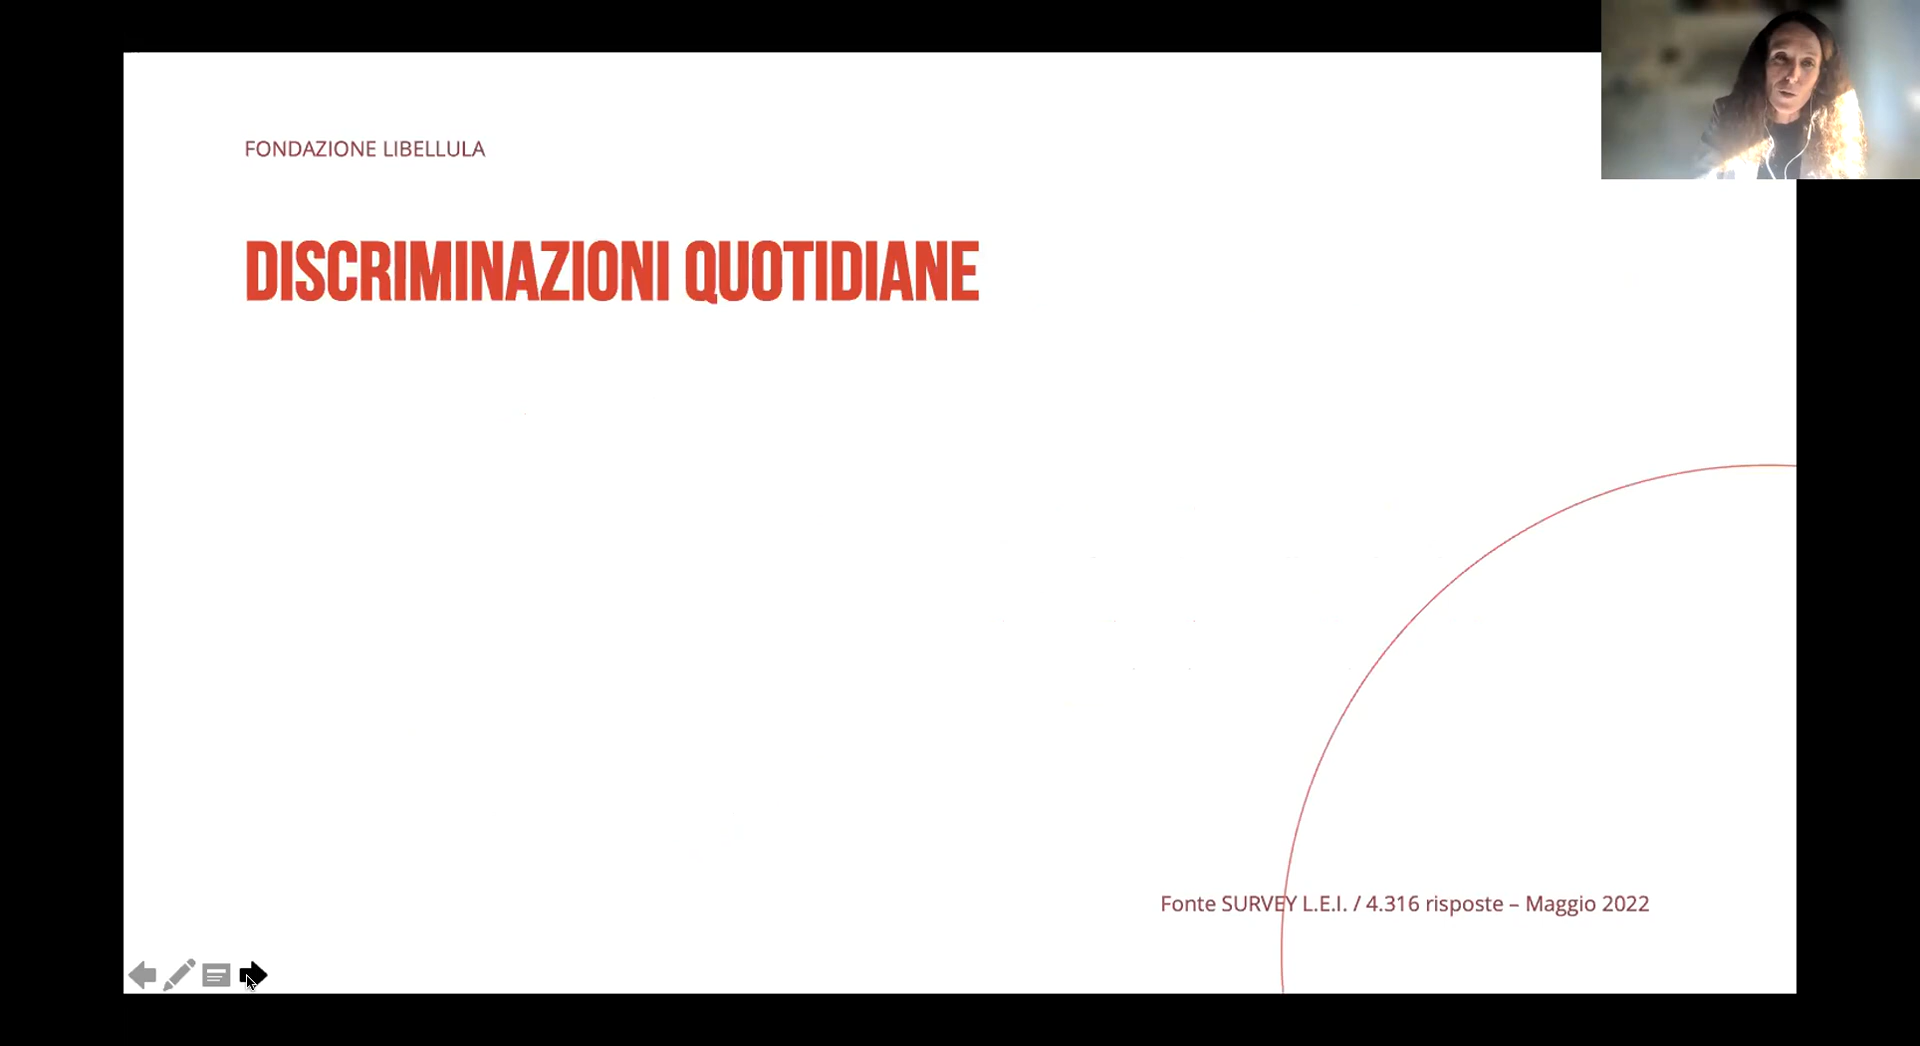 FONDAZIONE LIBELLULA
DISCRIMINAZIONI QUOTIDIANE
Fonte SURVEY L.E.I. / 4.316 risposte – Maggio 2022